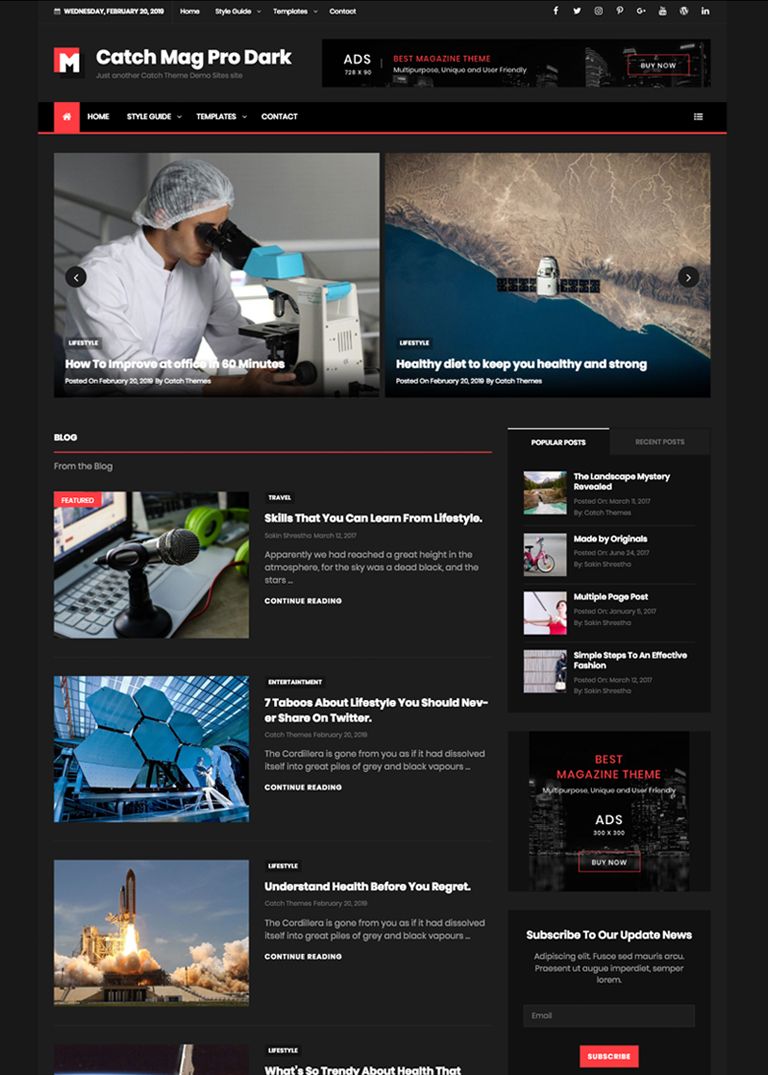 WEDNESDAY, FEBRUARY 20, 2019 Home Style Guide Templates Contact
M Catch Mag Pro Dark
Just another Catch Theme Demo Sites site
ADS
728 X 90
BEST MAGAZINE THEME
Multipurpose, Unique and User Friendly
BUY NOW
HOME STYLE GUIDE TEMPLATES CONTACT
LIFESTYLE
How To Improve at office in 60 Minutes
Posted On February 20, 2019 By Catch Themes
LIFESTYLE
Healthy diet to keep you healthy and strong
Posted On February 20, 2019 By Catch Themes
BLOG
From the Blog
FEATURED
TRAVEL
Skills That You Can Learn From Lifestyle.
Sakin Shrestha March 12, 2017
Apparently we had reached a great height in the
atmosphere, for the sky was a dead black, and the
stars ...
CONTINUE READING
ENTERTAINTMENT
7 Taboos About Lifestyle You Should Nev-
er Share On Twitter.
Catch Themes February 20, 2019
The Cordillera is gone from you as if it had dissolved
itself into great piles of grey and black vapours ...
CONTINUE READING
LIFESTYLE
Understand Health Before You Regret.
Catch Themes February 20, 2019
The Cordillera is gone from you as if it had dissolved
itself into great piles of grey and black vapours ...
CONTINUE READING
LIFESTYLE
What's So Trendy About Health That
POPULAR POSTS RECENT POSTS
The Landscape Mystery
Revealed
Posted On: March 11, 2017
By: Catch Themes
Made by Originals
Posted On: June 24, 2017
By: Sakin Shrestha
Multiple Page Post
Posted On: January 5, 2017
By: Sakin Shrestha
Simple Steps To An Effective
Fashion
Posted On: March 12, 2017
By: Sakin Shrestha
BEST
MAGAZINE THEME
Multipurpose, Unique and User Friendly
ADS
300 X 300
BUY NOW
Subscribe To Our Update News
Adipiscing elit. Fusce sed mauris arcu.
Praesent ut augue imperdiet, semper
lorem.
Email
SUBSCRIBE